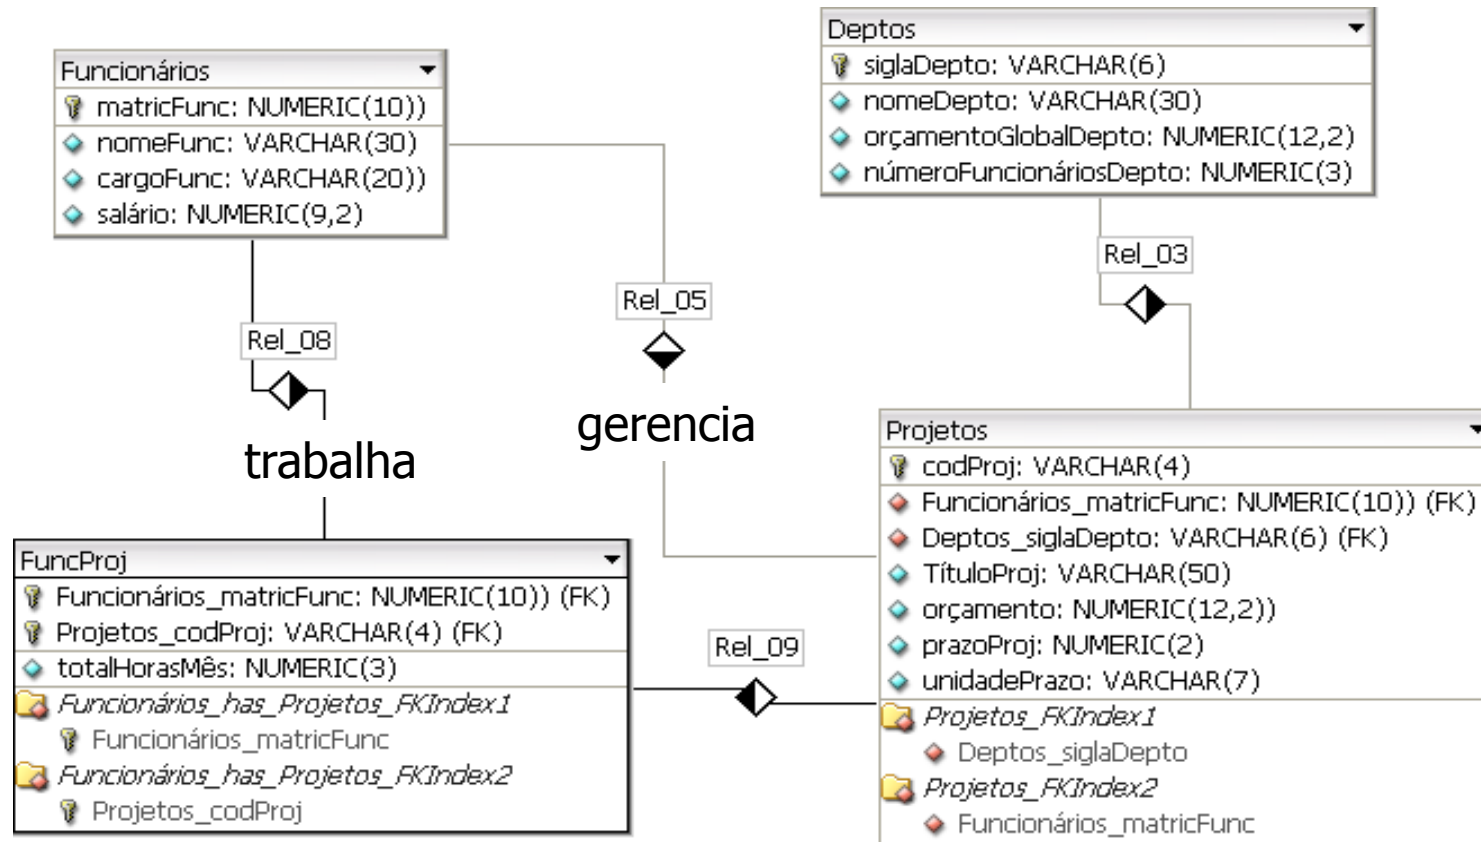 Funcionários
matricFunc: NUMERIC(10))
nomeFunc: VARCHAR(30)
cargoFunc: VARCHAR(20))
salário: NUMERIC(9,2)
Deptos
siglaDepto: VARCHAR(6)
nomeDepto: VARCHAR(30)
orçamentoGlobalDepto: NUMERIC(12,2)
númeroFuncionáriosDepto: NUMERIC(3)
Rel_03
Rel_05
Rel_08
gerencia
trabalha
FuncProj
Funcionários_matricFunc: NUMERIC(10)) (FK)
Projetos_codProj: VARCHAR(4) (FK)
totalHorasMês: NUMERIC(3)
Funcionários_has_Projetos_FKIndex1
Funcionários_matricFunc
Funcionários_has_Projetos_FKIndex2
Projetos_codProj
Rel_09
Projetos
codProj: VARCHAR(4)
Funcionários_matricFunc: NUMERIC(10)) (FK)
Deptos_siglaDepto: VARCHAR(6) (FK)
TítuloProj: VARCHAR(50)
orçamento: NUMERIC(12,2))
prazoProj: NUMERIC(2)
unidadePrazo: VARCHAR(7)
Projetos_FKIndex1
Deptos_siglaDepto
Projetos_FKIndex2
Funcionários_matricFunc